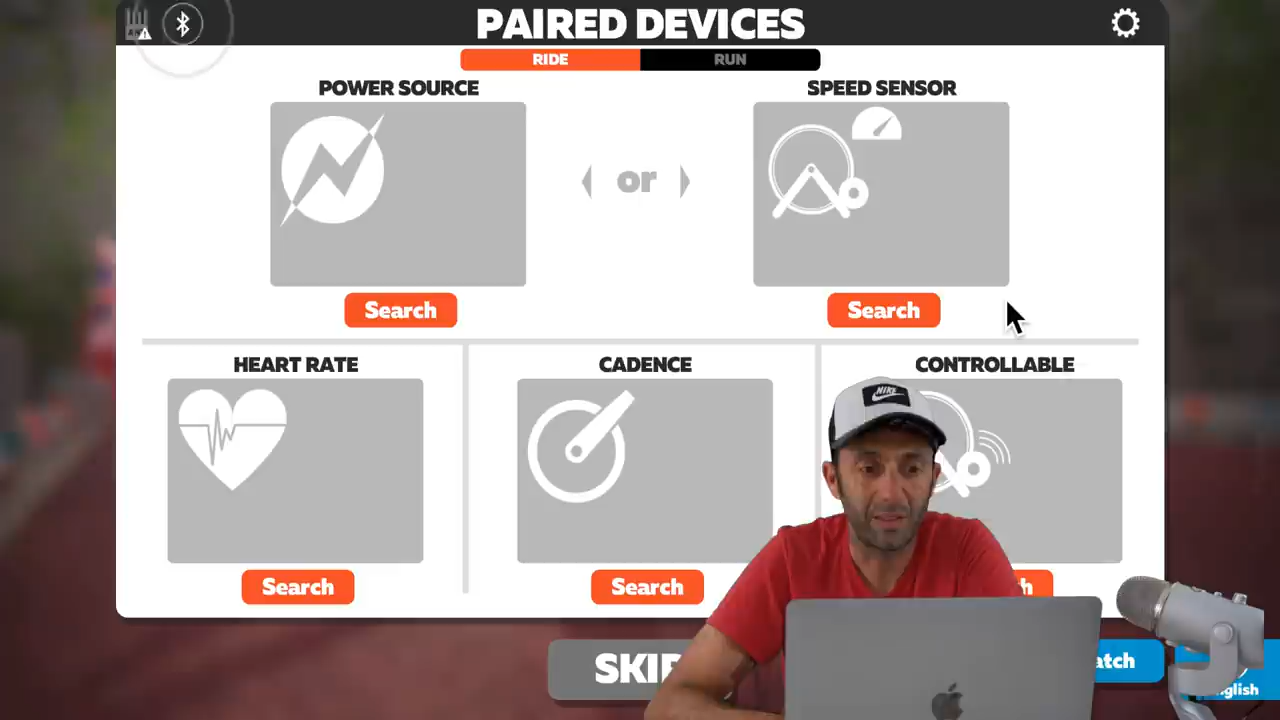 PAIRED DEVICES
RIDE
RUN
POWER SOURCE
SPEED SENSOR
or
Search
Search
HEART RATE
CADENCE
CONTROLLABLE
NIKE
Search
Search